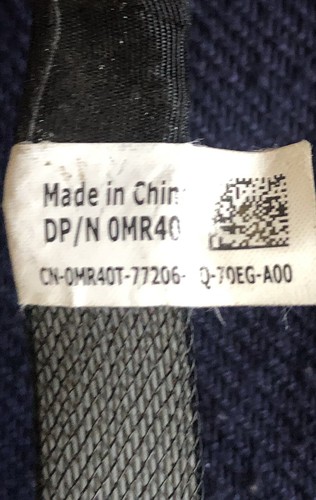 Made in Chin
DP/N 0MR40
CN-0MR40T-77206- Q-70EG-A00